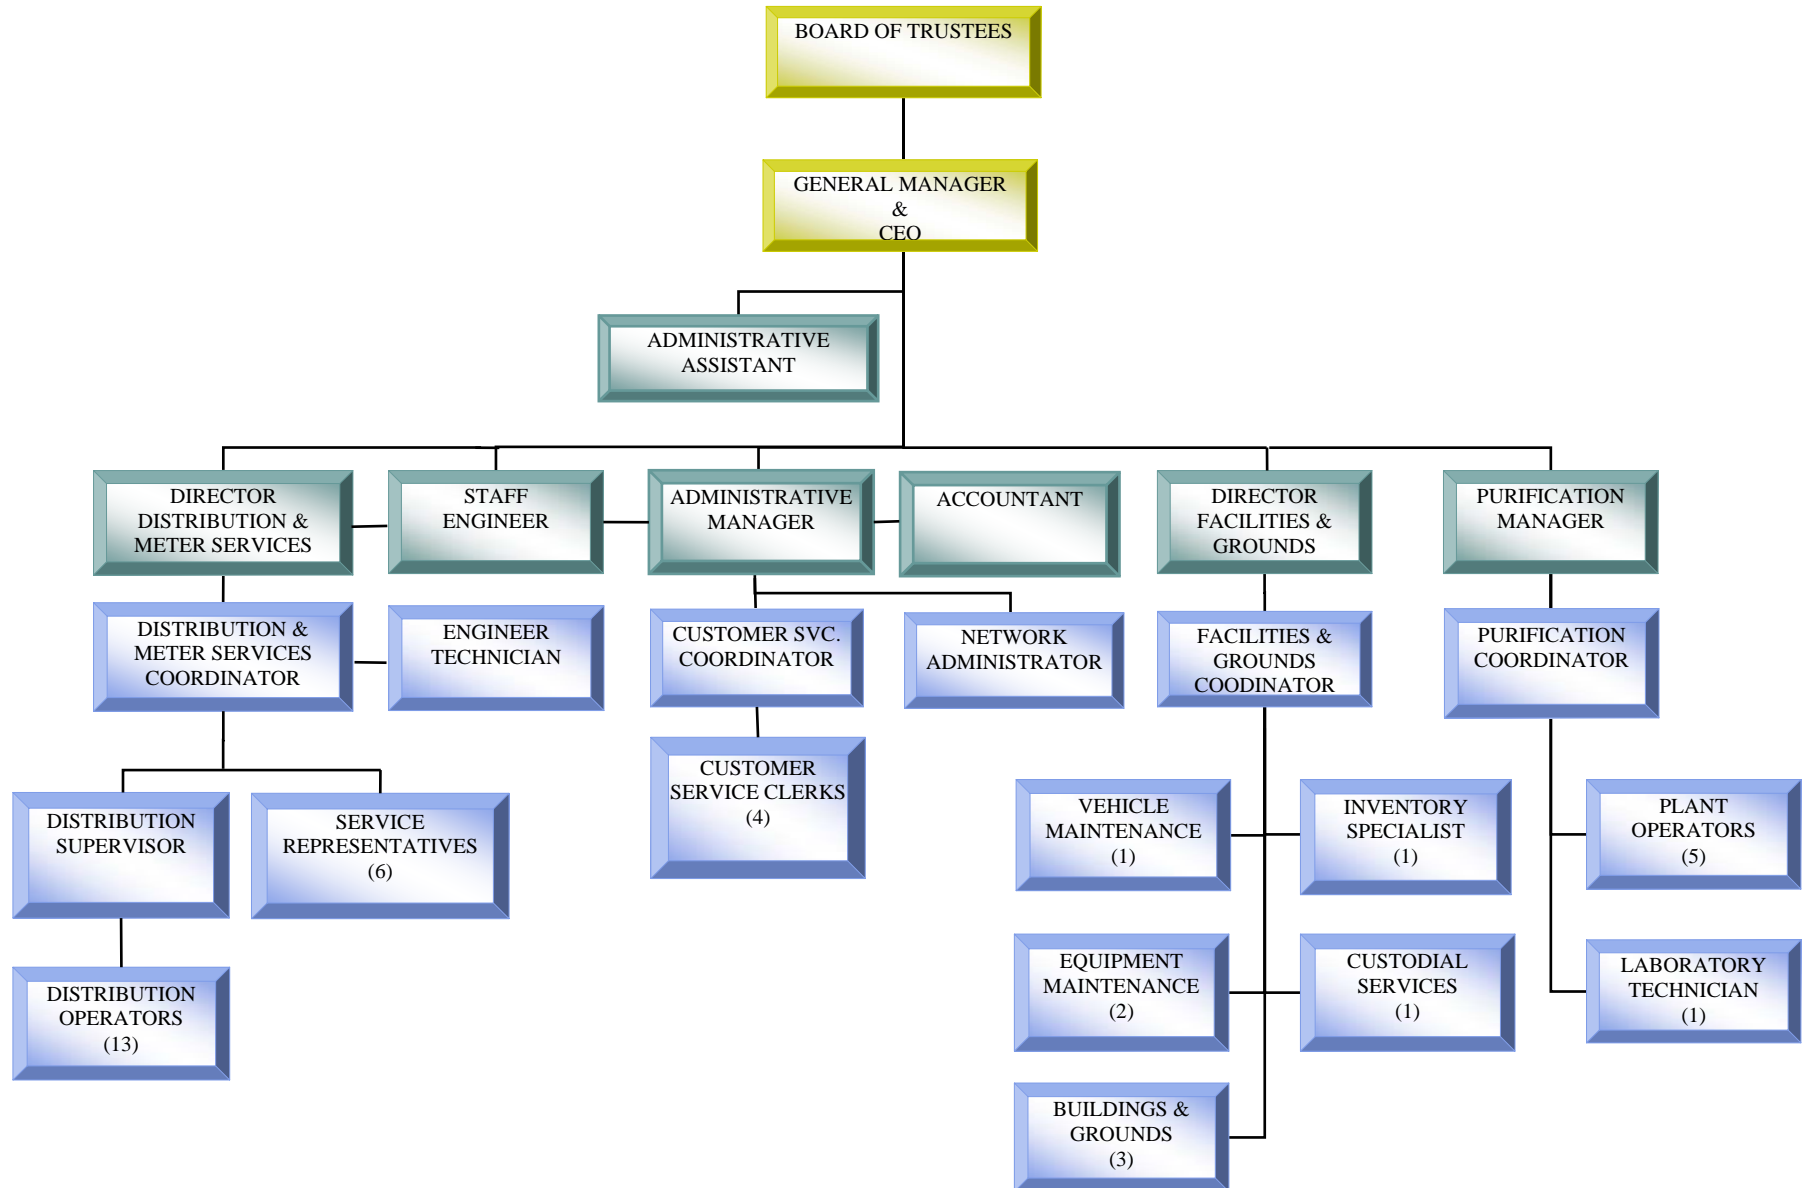 BOARD OF TRUSTEES
GENERAL MANAGER
&
CEO
ADMINISTRATIVE
ASSISTANT
DIRECTOR
DISTRIBUTION &
METER SERVICES
STAFF
ENGINEER
ADMINISTRATIVE
MANAGER
ACCOUNTANT
DIRECTOR
FACILITIES &
GROUNDS
PURIFICATION
MANAGER
DISTRIBUTION &
METER SERVICES
COORDINATOR
ENGINEER
TECHNICIAN
CUSTOMER SVC.
COORDINATOR
NETWORK
ADMINISTRATOR
FACILITIES &
GROUNDS
COODINATOR
PURIFICATION
COORDINATOR
DISTRIBUTION
SUPERVISOR
SERVICE
REPRESENTATIVES
(6)
CUSTOMER
SERVICE CLERKS
(4)
VEHICLE
MAINTENANCE
(1)
INVENTORY
SPECIALIST
(1)
PLANT
OPERATORS
(5)
DISTRIBUTION
OPERATORS
(13)
EQUIPMENT
MAINTENANCE
(2)
CUSTODIAL
SERVICES
(1)
LABORATORY
TECHNICIAN
(1)
BUILDINGS &
GROUNDS
(3)